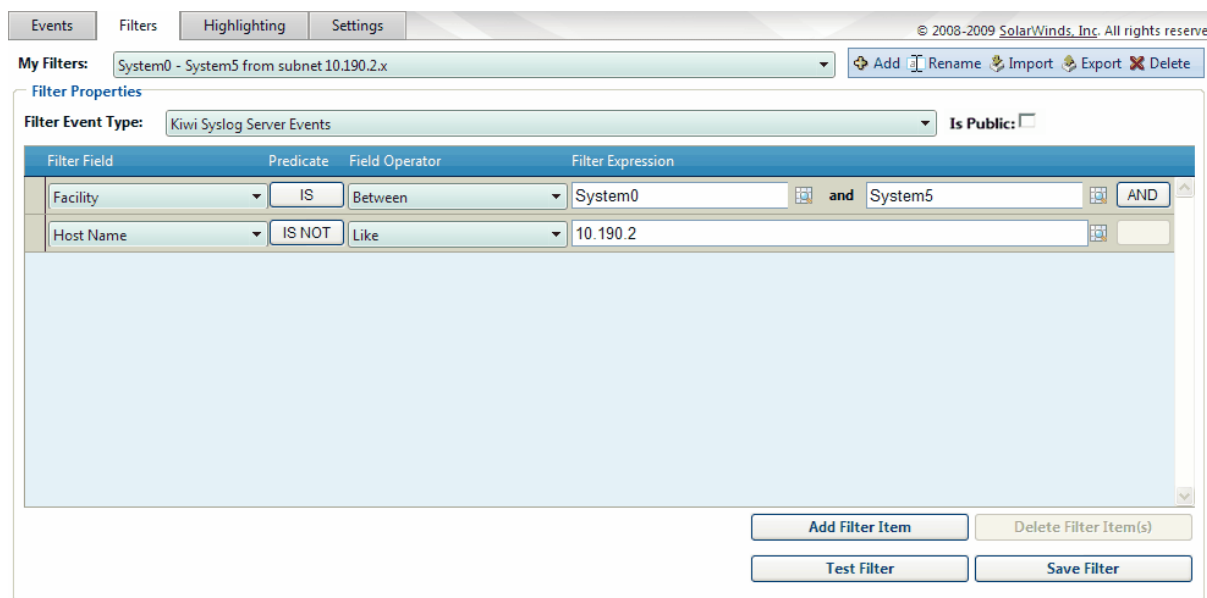 Events Filters Highlighting Settings
© 2008-2009 SolarWinds, Inc. All rights reserve
My Filters: System0 - System5 from subnet 10.190.2.x Add Rename Import Export Delete
Filter Properties
Filter Event Type: Kiwi Syslog Server Events Is Public:
Filter Field Predicate Field Operator Filter Expression
Facility IS Between System0 and System5 AND
Host Name IS NOT Like 10.190.2
Add Filter Item Delete Filter Item(s)
Test Filter Save Filter